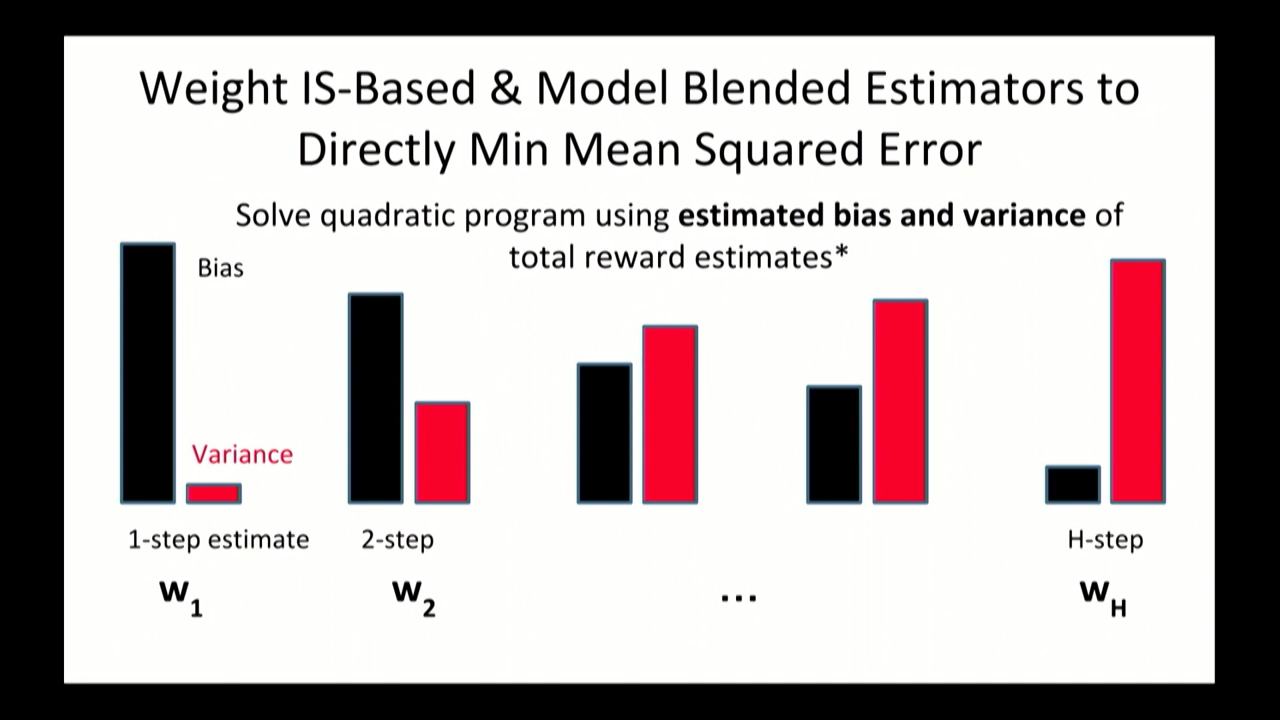 Weight IS-Based & Model Blended Estimators to
Directly Min Mean Squared Error
Solve quadratic program using estimated bias and variance of
total reward estimates*
Bias
Variance
1-step estimate
2-step
H-step
w1
w2
...
wH